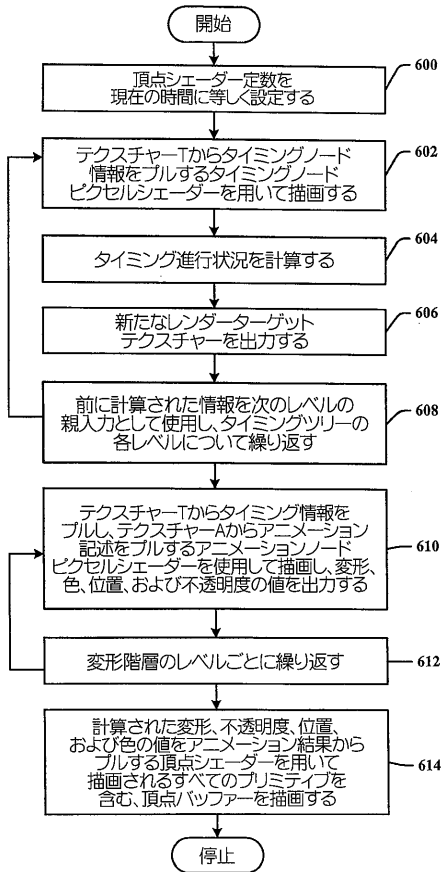 開始
頂点シェーダー定数を
現在の時間に等しく設定する
600
テクスチャーTからタイミングノード
情報をプルするタイミングノード
ピクセルシェーダーを用いて描画する
602
タイミング進行状況を計算する
604
新たなレンダーターゲット
テクスチャーを出力する
606
前に計算された情報を次のレベルの
親入力として使用し、タイミングツリーの
各レベルについて繰り返す
608
テクスチャーTからタイミング情報を
プルし、テクスチャーAからアニメーション
記述をプルするアニメーションノード
ピクセルシェーダーを使用して描画し、変形、
色、位置、および不透明度の値を出力する
610
変形階層のレベルごとに繰り返す
612
計算された変形、不透明度、位置、
および色の値をアニメーション結果から
プルする頂点シェーダーを用いて
描画されるすべてのプリミティブを
含む、頂点バッファーを描画する
614
停止